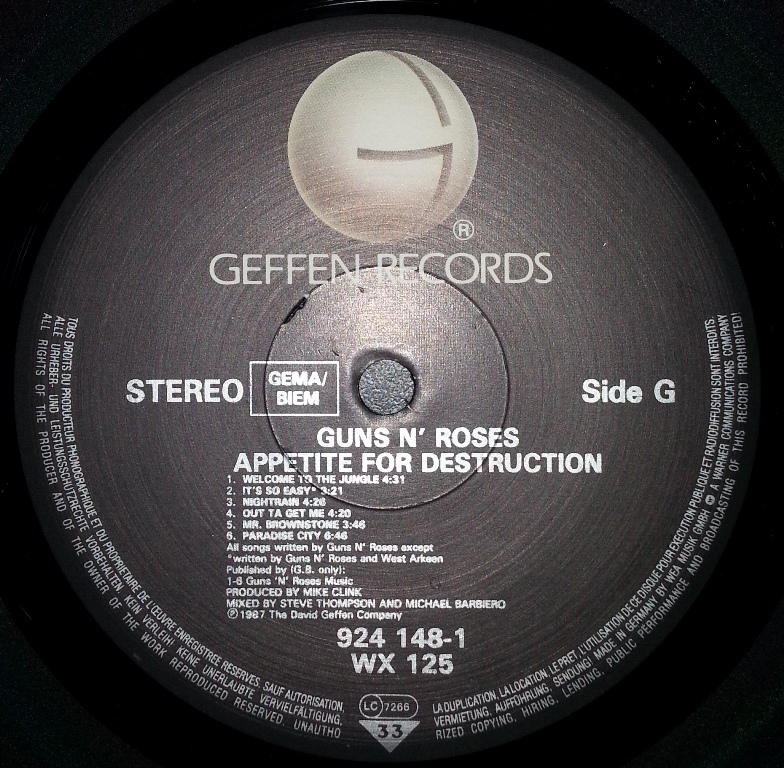 ®
GEFFEN RECORDS
STEREO
GEMA/
BIEM
Side G
GUNS N' ROSES
APPETITE FOR DESTRUCTION
1. WELCOME TO THE JUNGLE 4:31
2. IT'S SO EASY* 3:21
3. NIGHTRAIN 4:26
4. OUT TA GET ME 4:20
5. MR. BROWNSTONE 3:46
6. PARADISE CITY 6:46
All songs written by Guns N' Roses except
*written by Guns N' Roses and West Arkeen
Published by (G.B. only):
1-6 Guns 'N' Roses Music
PRODUCED BY MIKE CLINK
MIXED BY STEVE THOMPSON AND MICHAEL BARBIERO
℗ 1987 The David Geffen Company
924 148-1
WX 125
LC 7266
33
TOUS DROITS DU PRODUCTEUR PHONOGRAPHIQUE ET DU PROPRIETAIRE DE L'ŒUVRE ENREGISTREE RESERVES. SAUF AUTORISATION, LA DUPLICATION, LA LOCATION, LE PRET, L'UTILISATION DE CE DISQUE POUR EXECUTION PUBLIQUE ET RADIODIFFUSION SONT INTERDITS.
ALLE URHEBER- UND LEISTUNGSSCHUTZRECHTE VORBEHALTEN. KEIN VERLEIH! KEINE UNERLAUBTE VERVIELFÄLTIGUNG, VERMIETUNG, AUFFÜHRUNG, SENDUNG! MADE IN GERMANY BY WEA MUSIK GMBH A WARNER COMMUNICATIONS COMPANY
ALL RIGHTS OF THE PRODUCER AND OF THE OWNER OF THE WORK REPRODUCED RESERVED. UNAUTHORIZED COPYING, HIRING, LENDING, PUBLIC PERFORMANCE AND BROADCASTING OF THIS RECORD PROHIBITED!